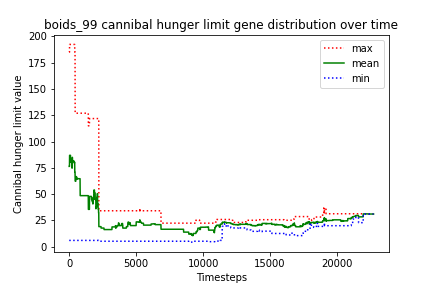 boids_99 cannibal hunger limit gene distribution over time
max
mean
min
Cannibal hunger limit value
200
175
150
125
100
75
50
25
0
0
5000
10000
15000
20000
Timesteps